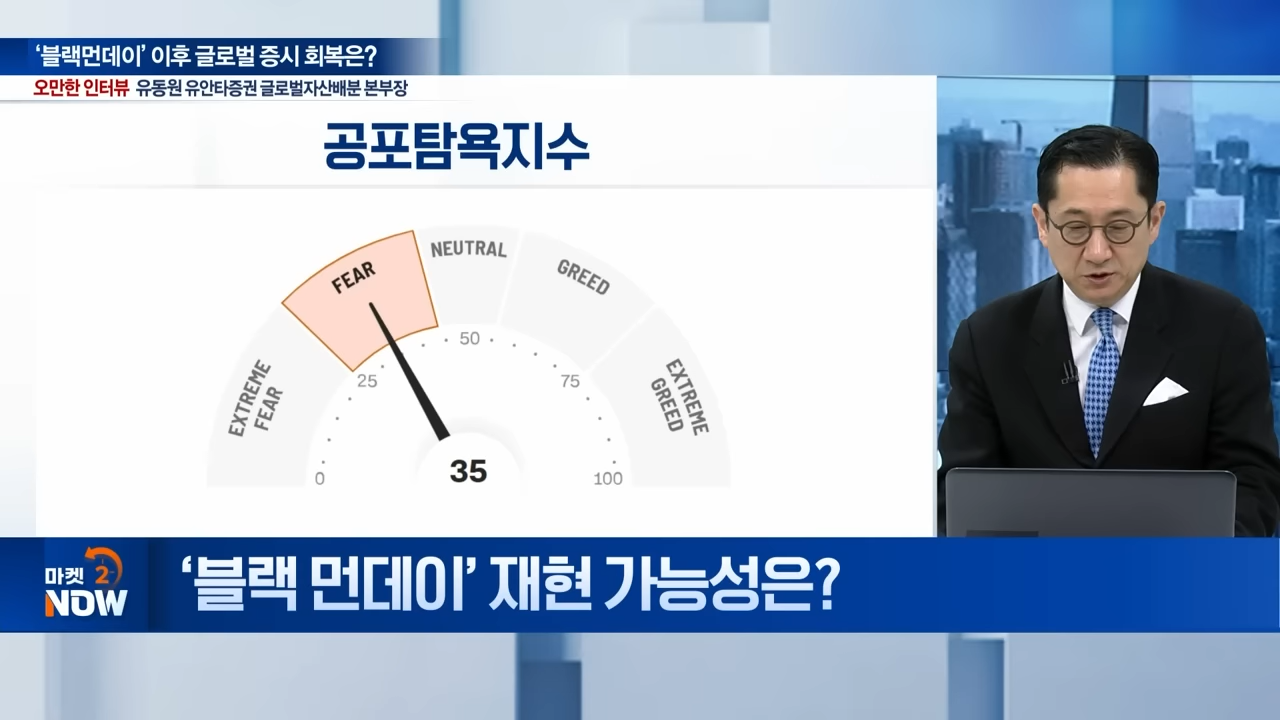 ‘블랙먼데이’ 이후 글로벌 증시 회복은?
오만한 인터뷰 유동원 유안타증권 글로벌자산배분 본부장
공포탐욕지수
EXTREME FEAR
FEAR
NEUTRAL
GREED
EXTREME GREED
0
25
50
75
100
35
마켓 2
NOW
‘블랙 먼데이’ 재현 가능성은?